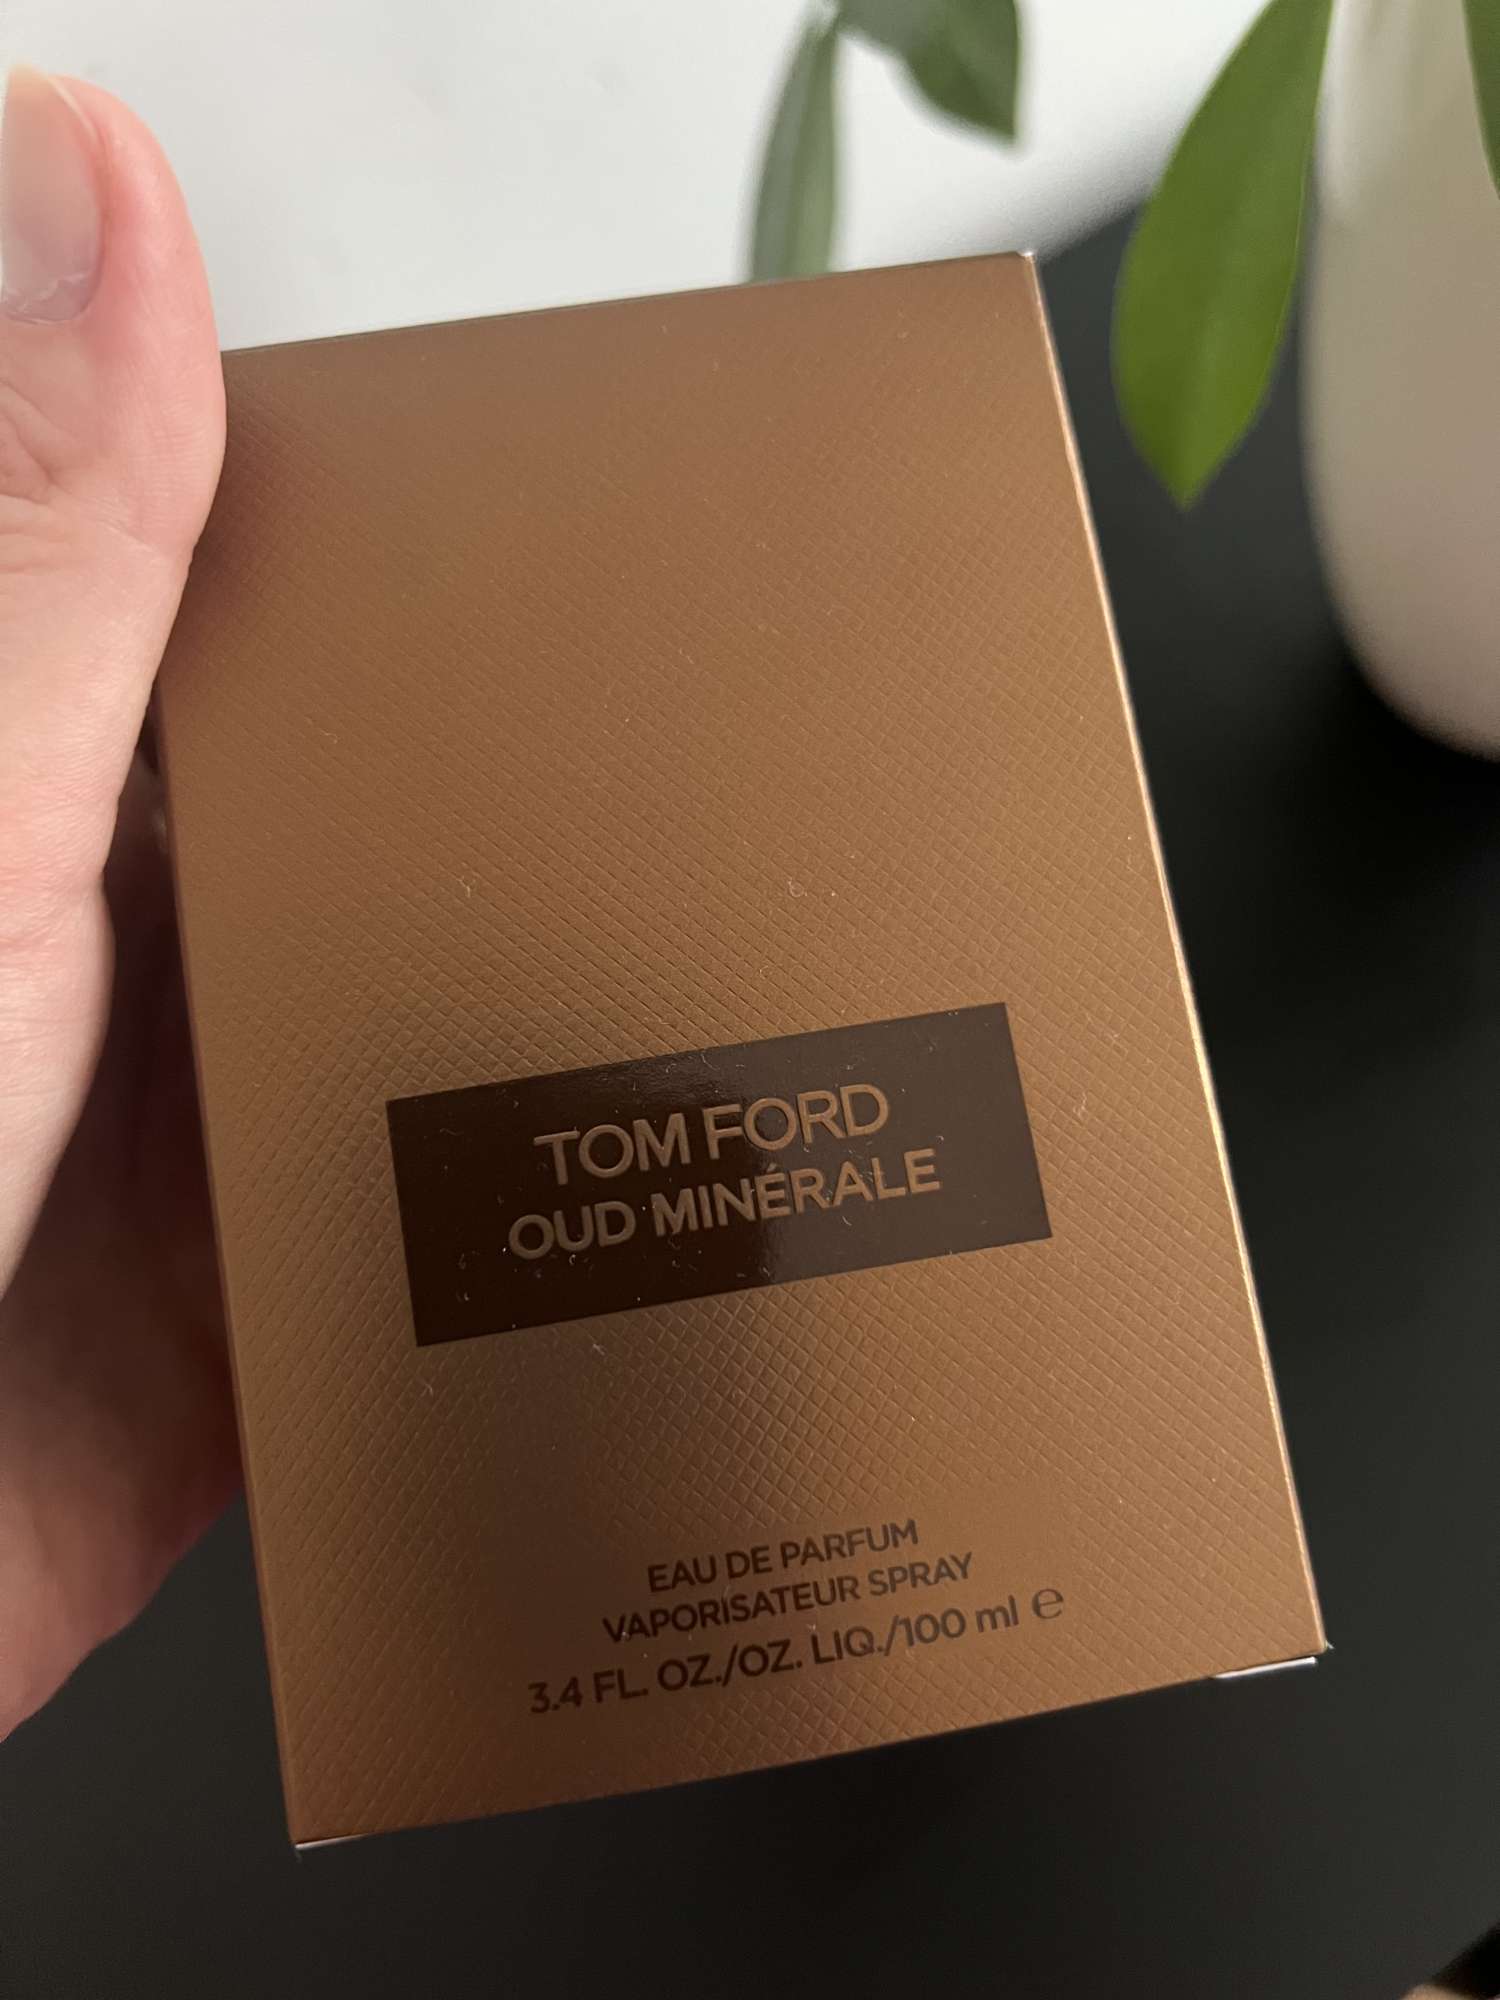 TOM FORD
OUD MINÉRALE
EAU DE PARFUM
VAPORISATEUR SPRAY
3.4 FL. OZ./OZ. LIQ./100 ml ℮